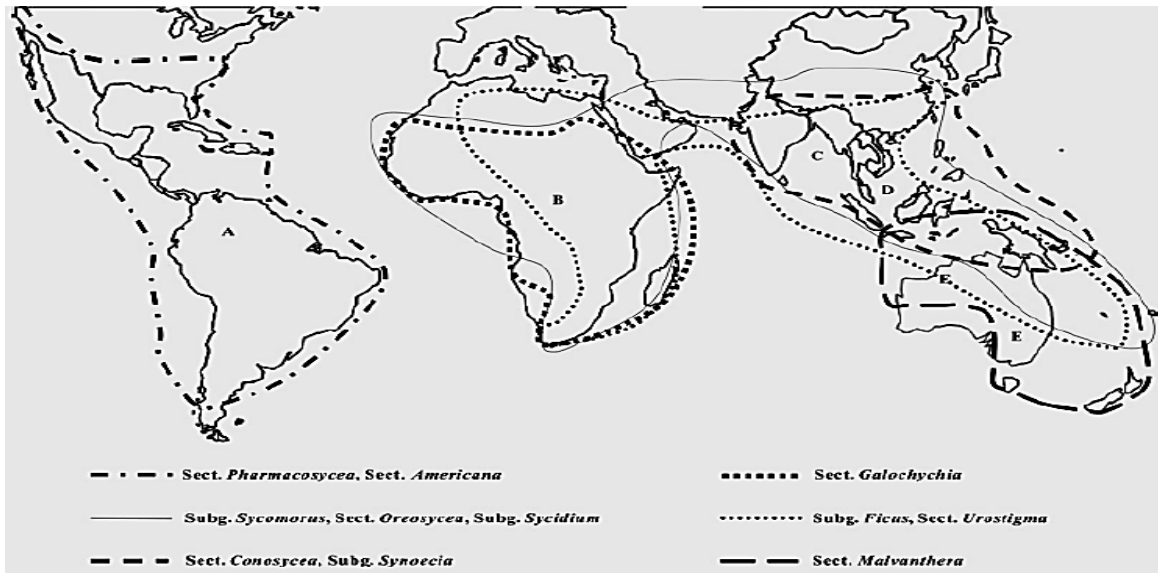 A
B
C
D
E
E
Sect. Pharmacosycea, Sect. Americana
Sect. Galochychia
Subg. Sycomorus, Sect. Oreosycea, Subg. Sycidium
Subg. Ficus, Sect. Urostigma
Sect. Conosycea, Subg. Synoecia
Sect. Malvanthera